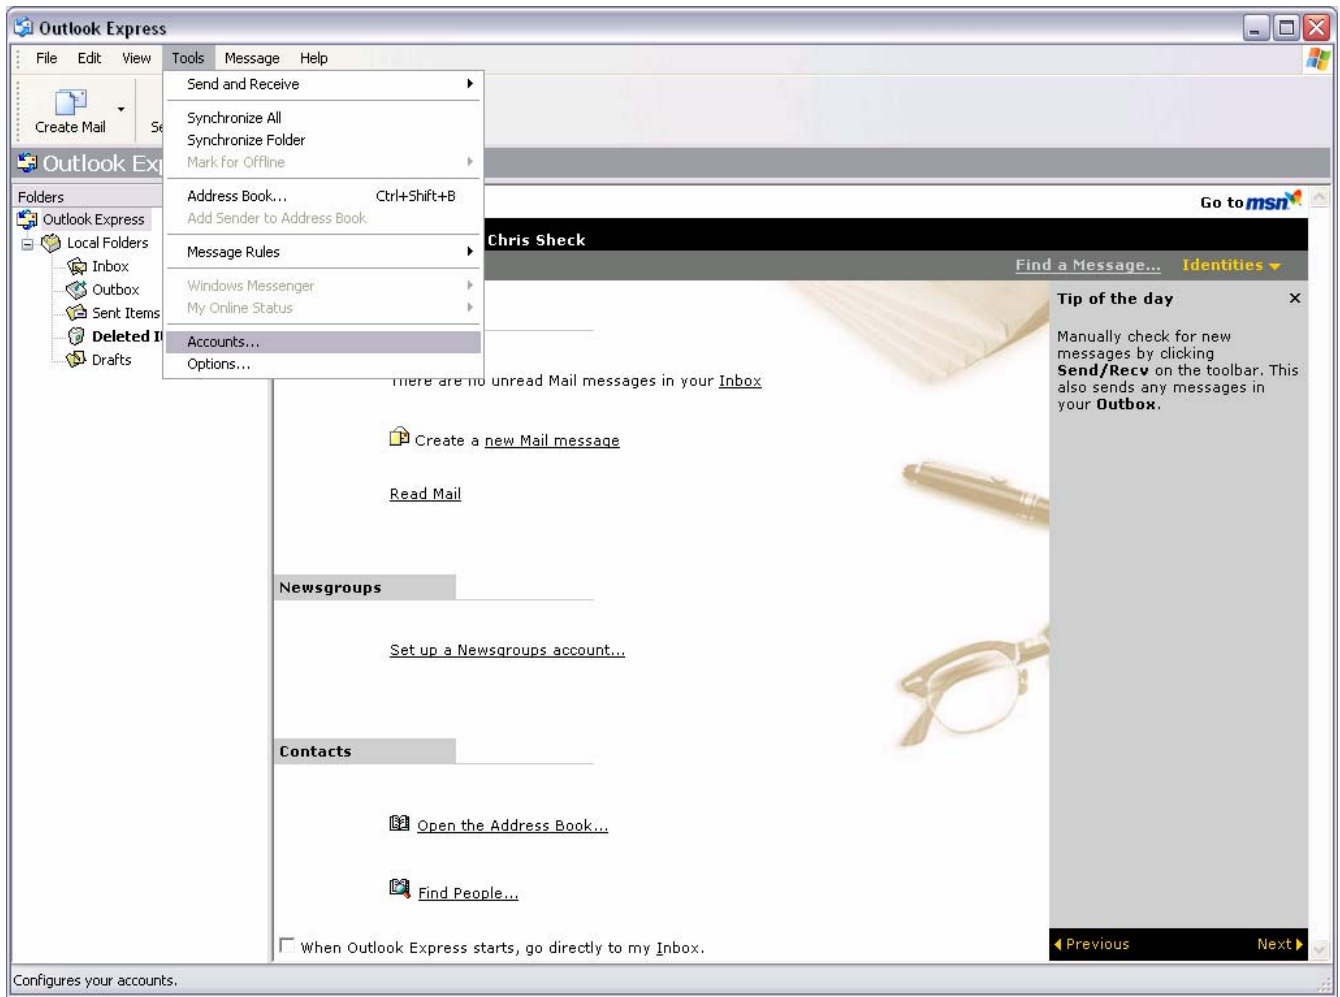 Outlook Express
File Edit View Tools Message Help
Create Mail
Send and Receive
Synchronize All
Synchronize Folder
Mark for Offline
Address Book... Ctrl+Shift+B
Add Sender to Address Book
Message Rules
Windows Messenger
My Online Status
Accounts...
Options...
Outlook
Folders
Outlook Express
Local Folders
Inbox
Outbox
Sent Items
Deleted
Drafts
Go to msn
Chris Sheck
Find a Message... Identities
There are no unread Mail messages in your Inbox
Create a new Mail message
Read Mail
Newsgroups
Set up a Newsgroups account...
Contacts
Open the Address Book...
Find People...
When Outlook Express starts, go directly to my Inbox.
Tip of the day
Manually check for new
messages by clicking
Send/Recv on the toolbar. This
also sends any messages in
your Outbox.
Previous Next
Configures your accounts.